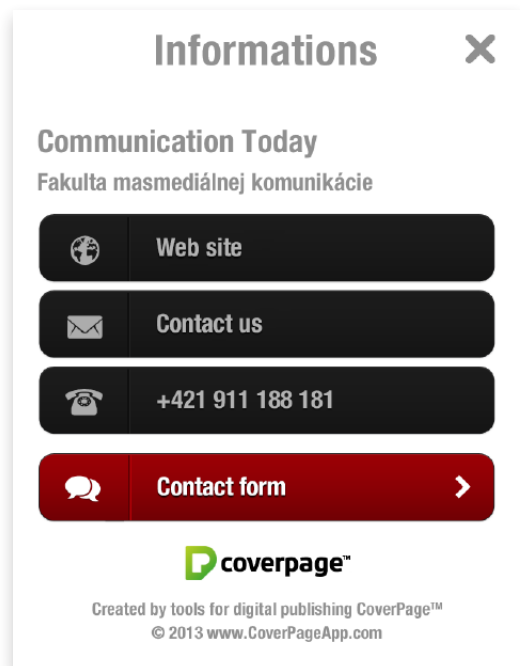 Informations
Communication Today
Fakulta masmediálnej komunikácie
Web site
Contact us
+421 911 188 181
Contact form
coverpage™
Created by tools for digital publishing CoverPage™
© 2013 www.CoverPageApp.com